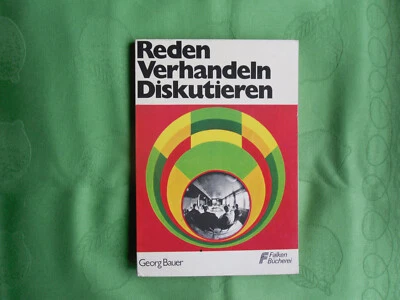 Reden
Verhandeln
Diskutieren
Georg Bauer
Falken
Bücherei